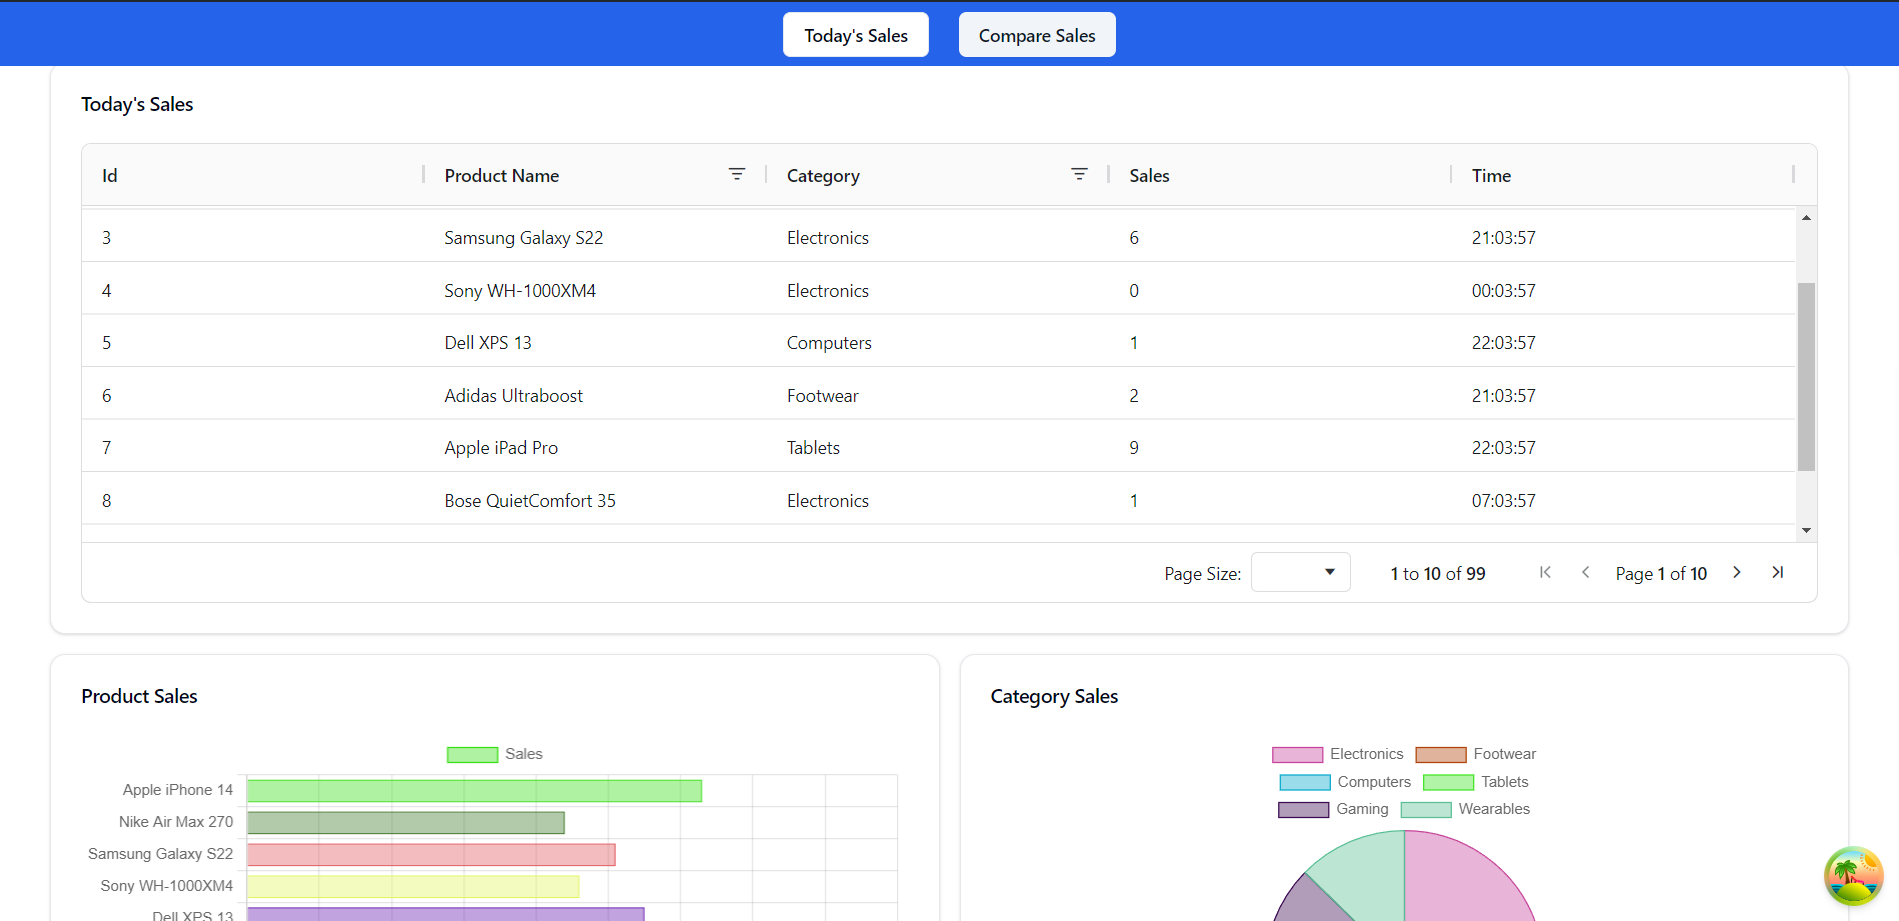 Today's Sales Compare Sales
Today's Sales
Id Product Name Category Sales Time
3 Samsung Galaxy S22 Electronics 6 21:03:57
4 Sony WH-1000XM4 Electronics 0 00:03:57
5 Dell XPS 13 Computers 1 22:03:57
6 Adidas Ultraboost Footwear 2 21:03:57
7 Apple iPad Pro Tablets 9 22:03:57
8 Bose QuietComfort 35 Electronics 1 07:03:57
Page Size: 1 to 10 of 99 Page 1 of 10
Product Sales
Sales
Apple iPhone 14
Nike Air Max 270
Samsung Galaxy S22
Sony WH-1000XM4
Dell XPS 13
Category Sales
Electronics Footwear
Computers Tablets
Gaming Wearables